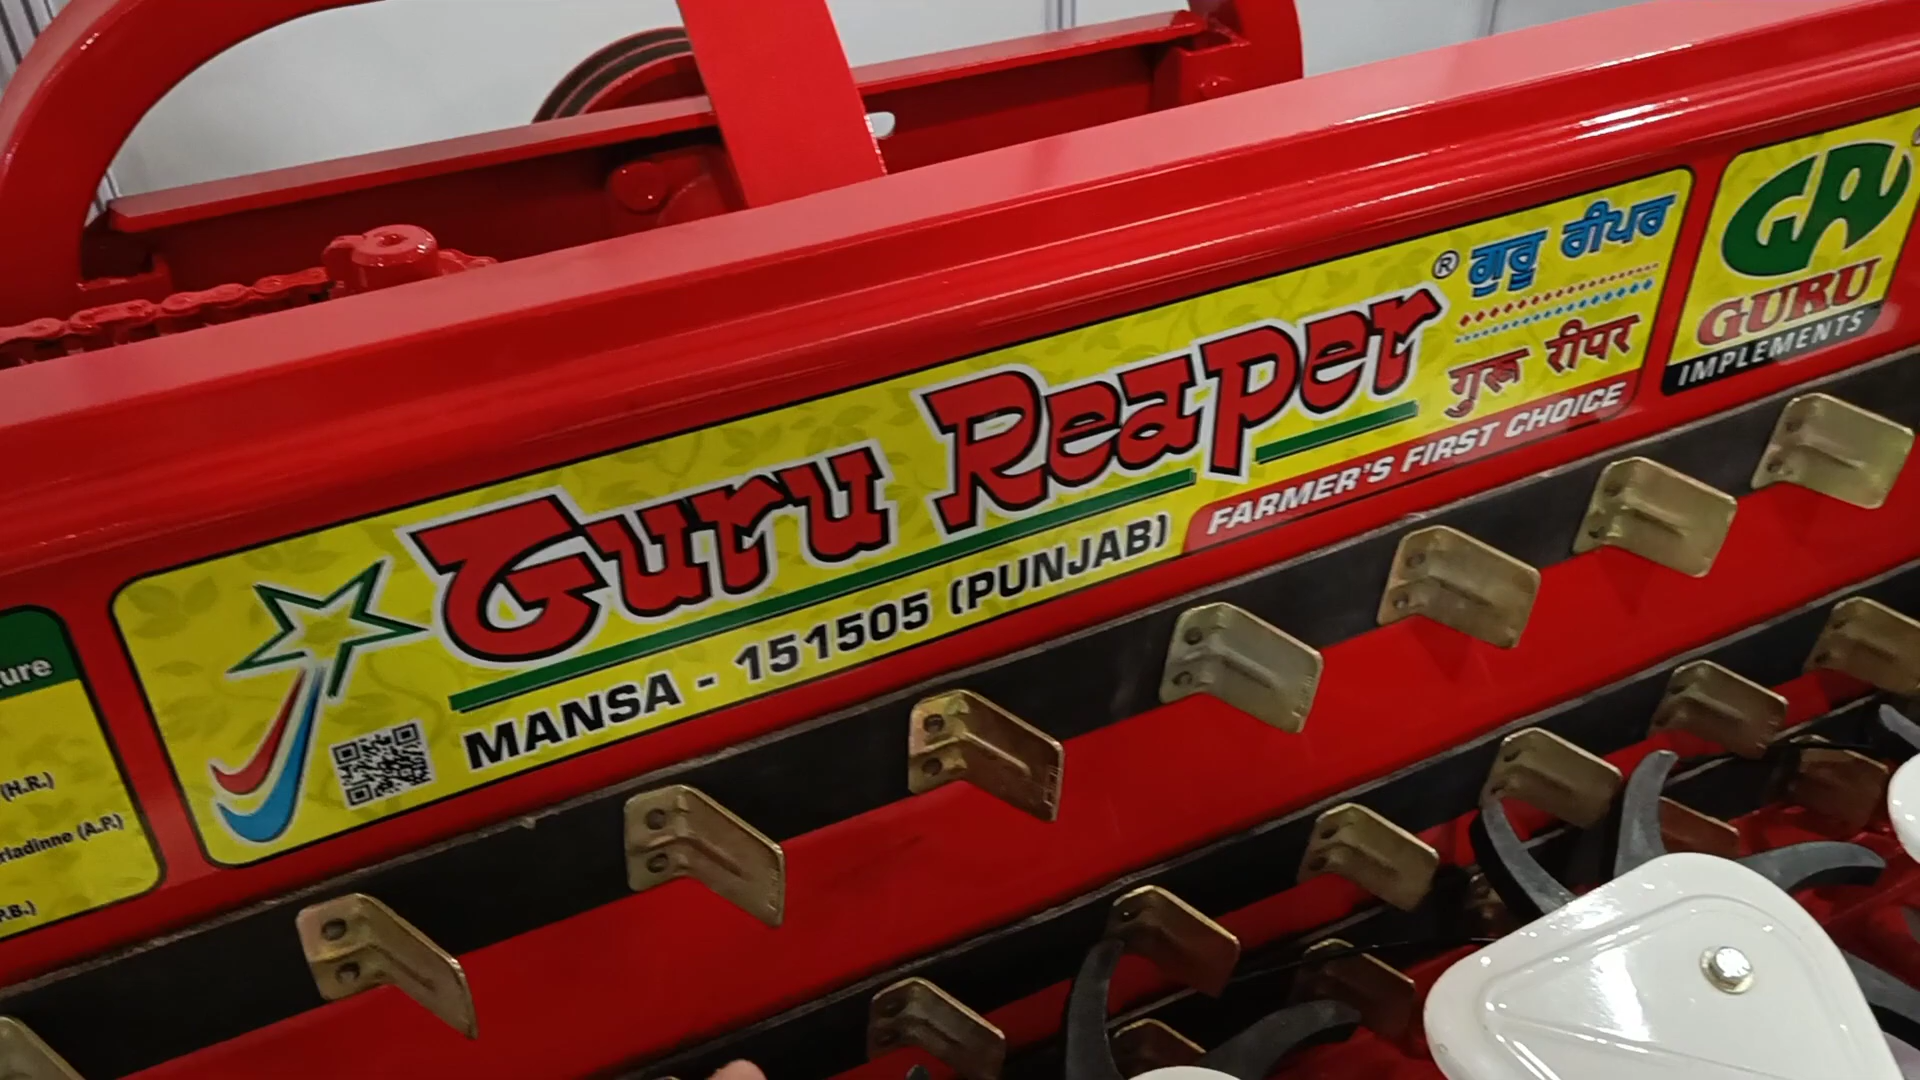 Guru Reaper ®
MANSA - 151505 (PUNJAB)
ਗੁਰੂ ਰੀਪਰ
गुरू रीपर
FARMER'S FIRST CHOICE
GURU
IMPLEMENTS
(H.R.)
(A.P.)